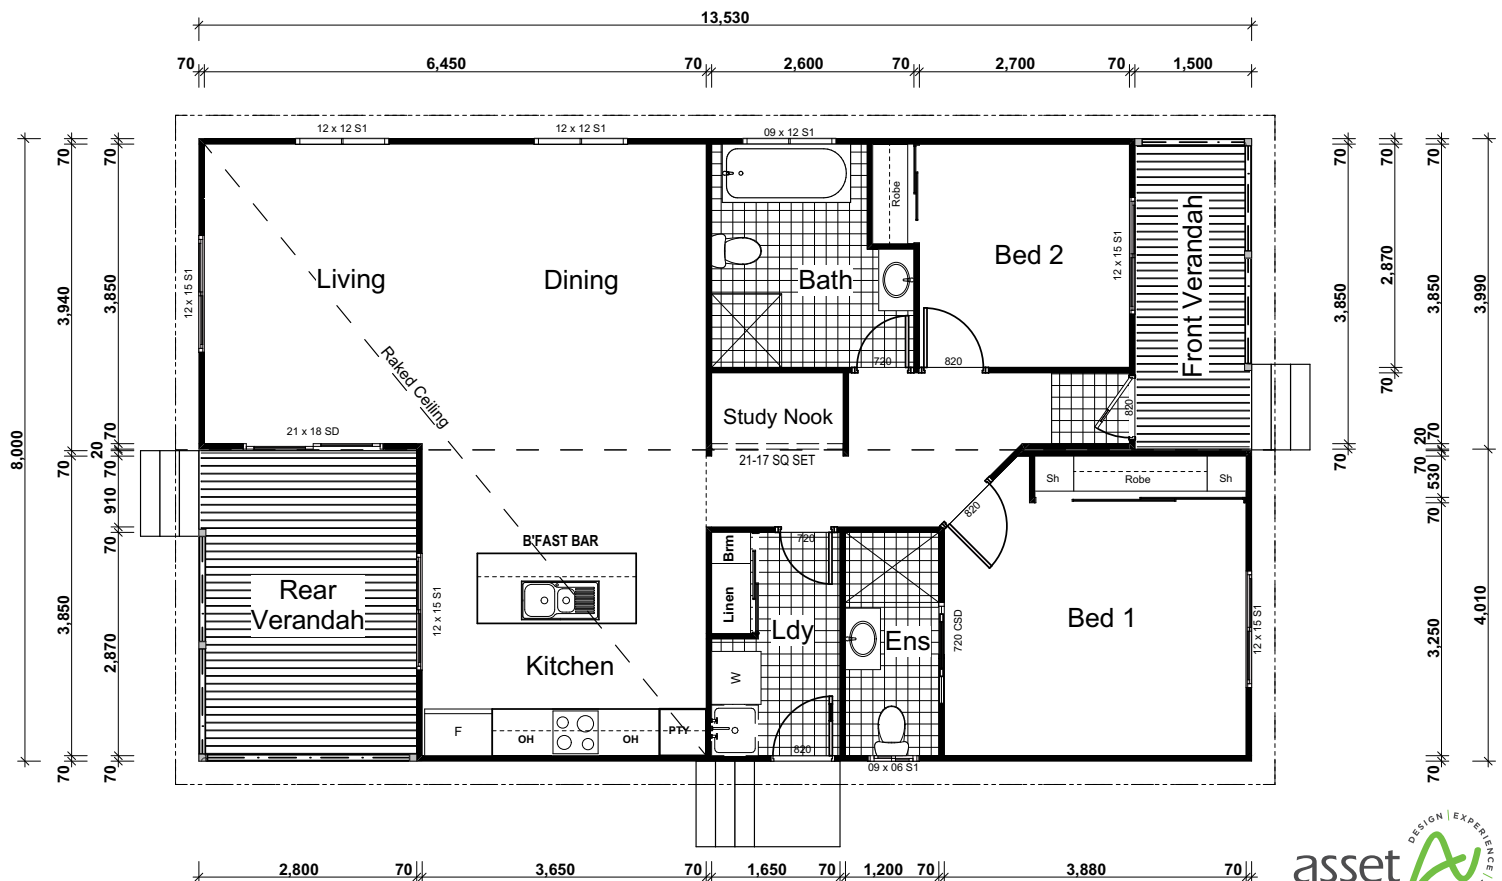 13,530
70 6,450 70 2,600 70 2,700 70 1,500
12 x 12 S1 12 x 12 S1 09 x 12 S1
8,000
70 3,940 70 3,850 70
70 3,850 20 70 70 910 70 2,870 70
12 x 15 S1
Living
Dining
Bath
Robe
Bed 2
12 x 15 S1
Front Verandah
70 3,850 70
70 2,870 70
70 3,850 20 70 70 530 70 3,250 70
3,990 4,010
Raked Ceiling
720
820
820
Study Nook
21 x 18 SD
21-17 SQ SET
Sh Robe Sh
820
B'FAST BAR
720
Brm
Linen
Rear
Verandah
12 x 15 S1
Ldy
Ens
720 CSD
Bed 1
12 x 15 S1
Kitchen
W
F
OH
OH
PTY
820
09 x 06 S1
2,800 70 3,650 70 1,650 70 1,200 70 3,880 70
asset
DESIGN | EXPERIENCE